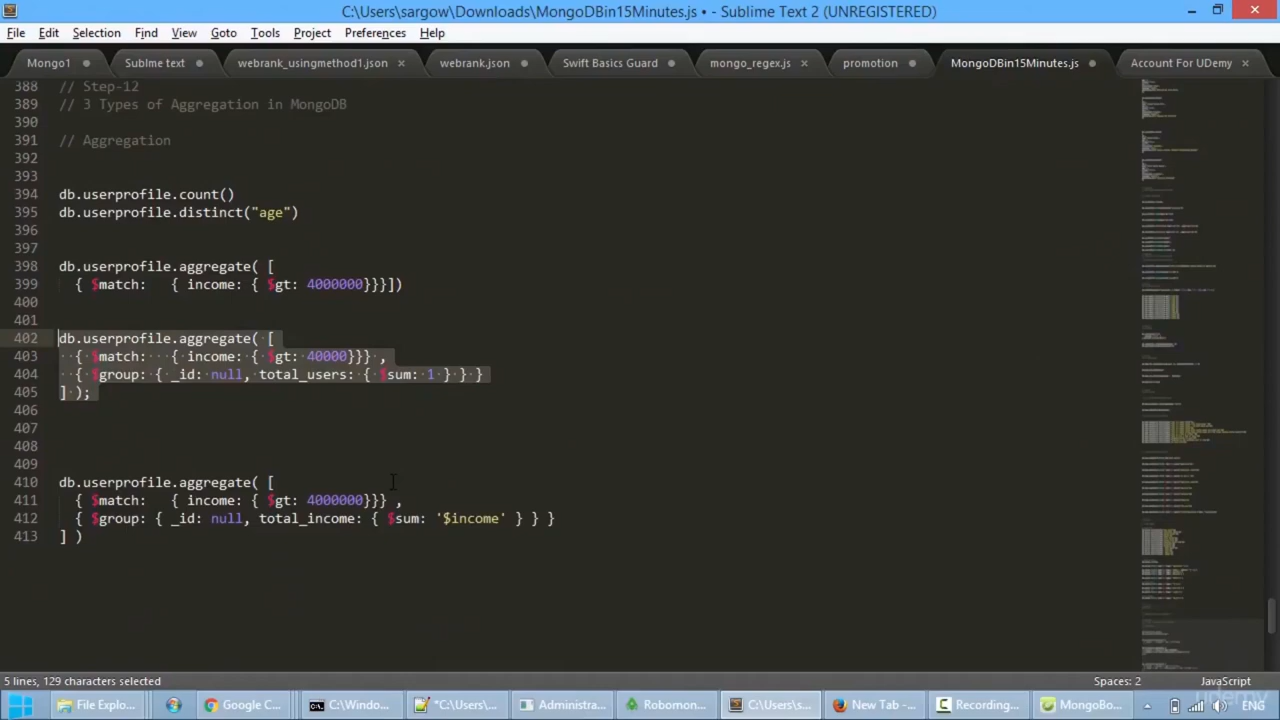 C:\Users\sargow\Downloads\MongoDBin15Minutes.js • - Sublime Text 2 (UNREGISTERED)
File Edit Selection Find View Goto Tools Project Preferences Help
Mongo1 Sublme text webrank_usingmethod1.json webrank.json Swift Basics Guard mongo_regex.js promotion MongoDBin15Minutes.js Account For UDemy
388 // Step-12
389 // 3 Types of Aggregation in MongoDB
390
391 // Aggregation
392
393
394 db.userprofile.count()
395 db.userprofile.distinct("age")
396
397
398 db.userprofile.aggregate(
399 { $match: { income: { $gt: 4000000}}}])
400
401
402 db.userprofile.aggregate(
403 { $match: { income: { $gt: 40000}}}
404 { $group: { _id: null, total_users: { $sum: 1
405 ] );
406
407
408
409
410 db.userprofile.aggregate(
411 { $match: { income: 4000000}
412 { $group: { _id: null, $sum: } }
413 ] )
5 lines, 129 characters selected
Spaces: 2 JavaScript
File Explo... Google C... C:\Windo... "C:\Users\... Administra... Robomon... C:\Users\s... New Tab -... Recording... MongoBo... ENG
udemy